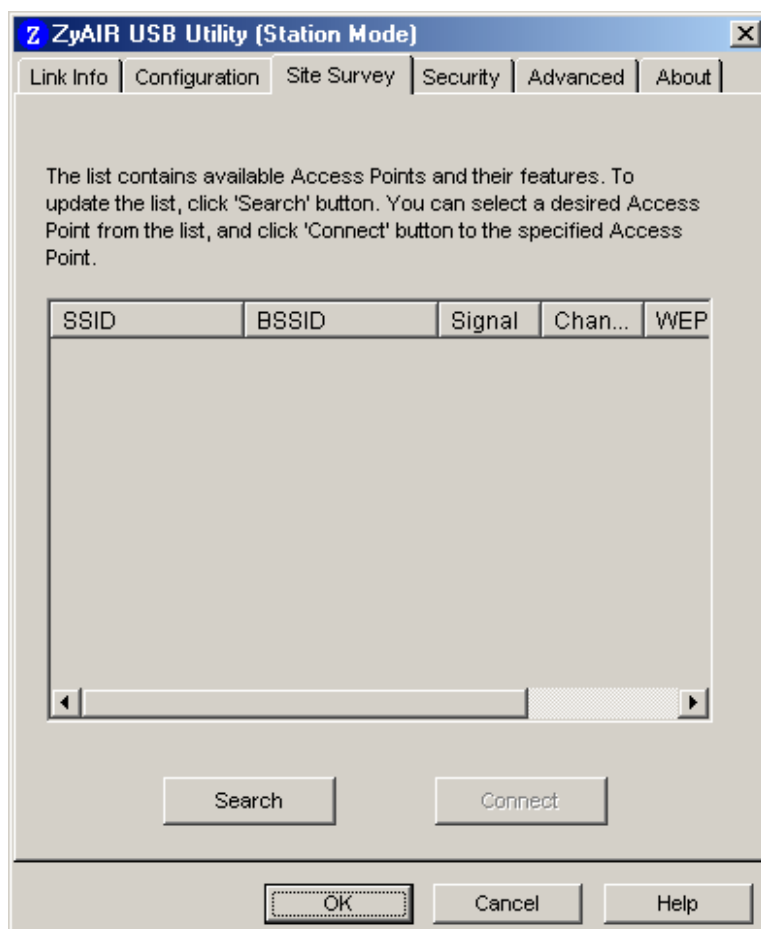 Z ZyAIR USB Utility (Station Mode)
Link Info Configuration Site Survey Security Advanced About
The list contains available Access Points and their features. To
update the list, click 'Search' button. You can select a desired Access
Point from the list, and click 'Connect' button to the specified Access
Point.
SSID BSSID Signal Chan... WEP
Search Connect
OK Cancel Help